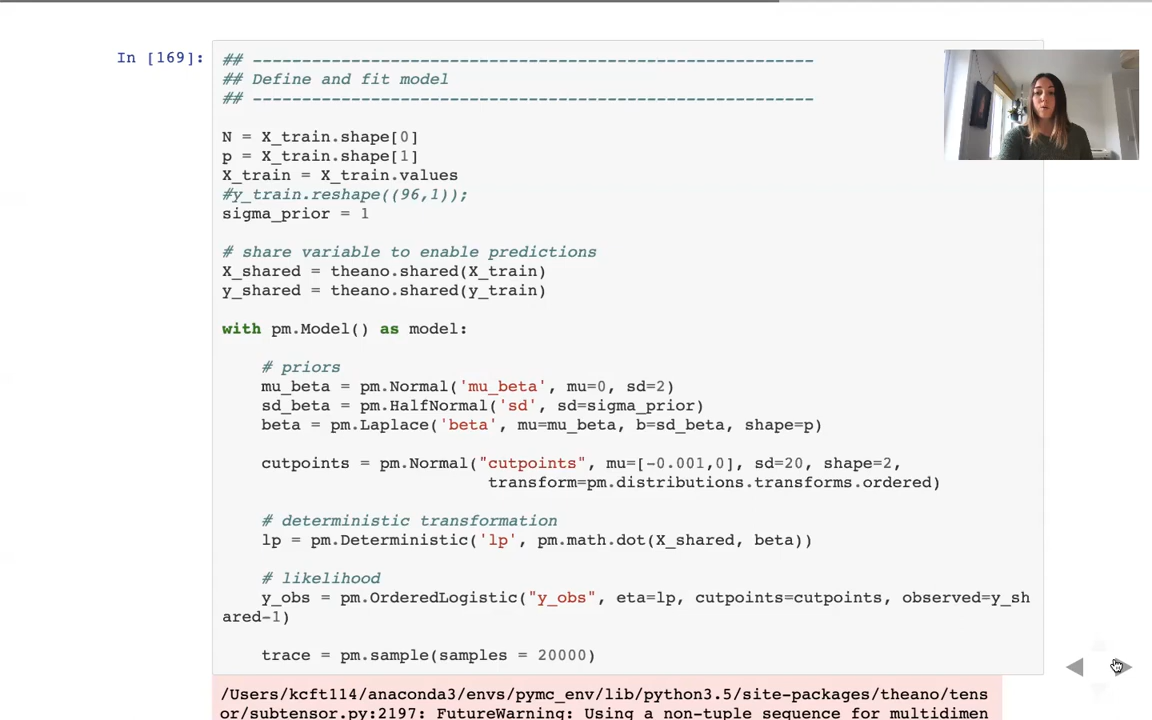 In [169]:
## ---------------------------------------------------------
## Define and fit model
## ---------------------------------------------------------
N = X_train.shape[0]
p = X_train.shape[1]
X_train = X_train.values
#y_train.reshape((96,1));
sigma_prior = 1
# share variable to enable predictions
X_shared = theano.shared(X_train)
y_shared = theano.shared(y_train)
with pm.Model() as model:
# priors
mu_beta = pm.Normal('mu_beta', mu=0, sd=2)
sd_beta = pm.HalfNormal('sd', sd=sigma_prior)
beta = pm.Laplace('beta', mu=mu_beta, b=sd_beta, shape=p)
cutpoints = pm.Normal("cutpoints", mu=[-0.001,0], sd=20, shape=2,
transform=pm.distributions.transforms.ordered)
# deterministic transformation
lp = pm.Deterministic('lp', pm.math.dot(X_shared, beta))
# likelihood
y_obs = pm.OrderedLogistic("y_obs", eta=lp, cutpoints=cutpoints, observed=y_sh
ared-1)
trace = pm.sample(samples = 20000)
/Users/kcft114/anaconda3/envs/pymc_env/lib/python3.5/site-packages/theano/tens
or/subtensor.py:2197: FutureWarning: Using a non-tuple sequence for multidimen